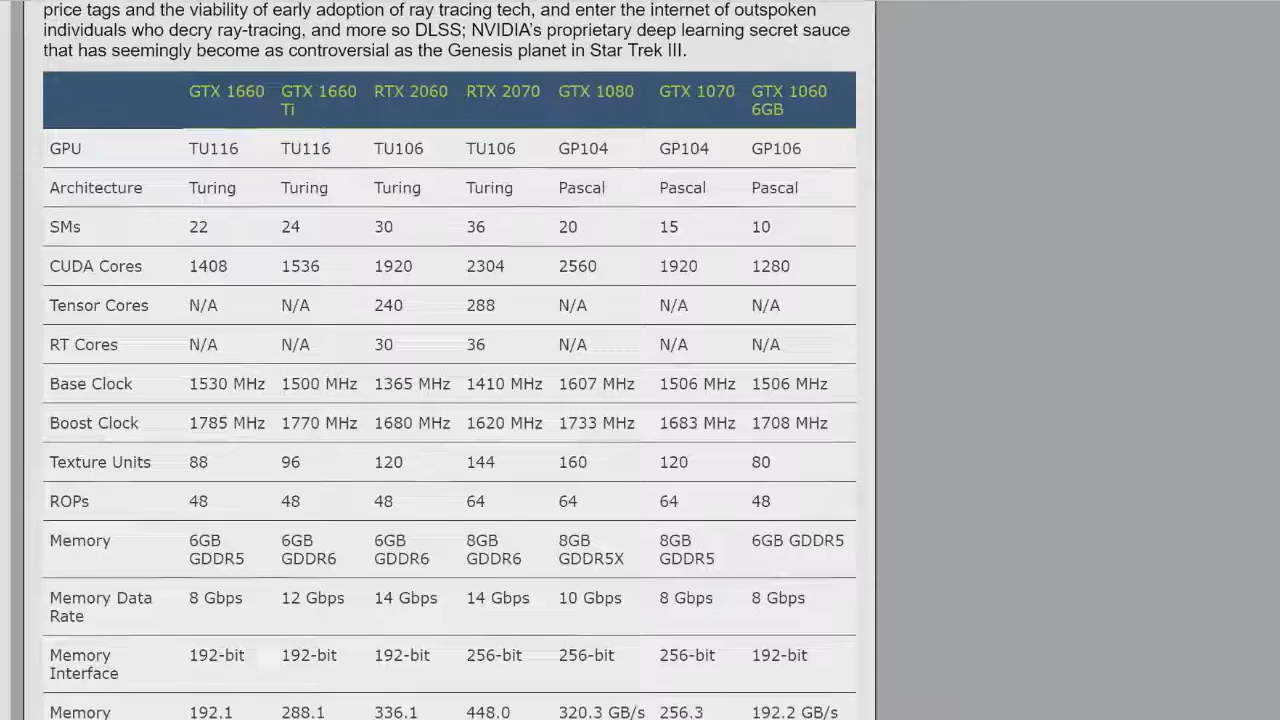 price tags and the viability of early adoption of ray tracing tech, and enter the internet of outspoken
individuals who decry ray-tracing, and more so DLSS; NVIDIA's proprietary deep learning secret sauce
that has seemingly become as controversial as the Genesis planet in Star Trek III.
GTX 1660 GTX 1660 Ti RTX 2060 RTX 2070 GTX 1080 GTX 1070 GTX 1060 6GB
GPU TU116 TU116 TU106 TU106 GP104 GP104 GP106
Architecture Turing Turing Turing Turing Pascal Pascal Pascal
SMs 22 24 30 36 20 15 10
CUDA Cores 1408 1536 1920 2304 2560 1920 1280
Tensor Cores N/A N/A 240 288 N/A N/A N/A
RT Cores N/A N/A 30 36 N/A N/A N/A
Base Clock 1530 MHz 1500 MHz 1365 MHz 1410 MHz 1607 MHz 1506 MHz 1506 MHz
Boost Clock 1785 MHz 1770 MHz 1680 MHz 1620 MHz 1733 MHz 1683 MHz 1708 MHz
Texture Units 88 96 120 144 160 120 80
ROPs 48 48 48 64 64 64 48
Memory 6GB GDDR5 6GB GDDR6 6GB GDDR6 8GB GDDR6 8GB GDDR5X 8GB GDDR5 6GB GDDR5
Memory Data Rate 8 Gbps 12 Gbps 14 Gbps 14 Gbps 10 Gbps 8 Gbps 8 Gbps
Memory Interface 192-bit 192-bit 192-bit 256-bit 256-bit 256-bit 192-bit
Memory 192.1 288.1 336.1 448.0 320.3 GB/s 256.3 192.2 GB/s